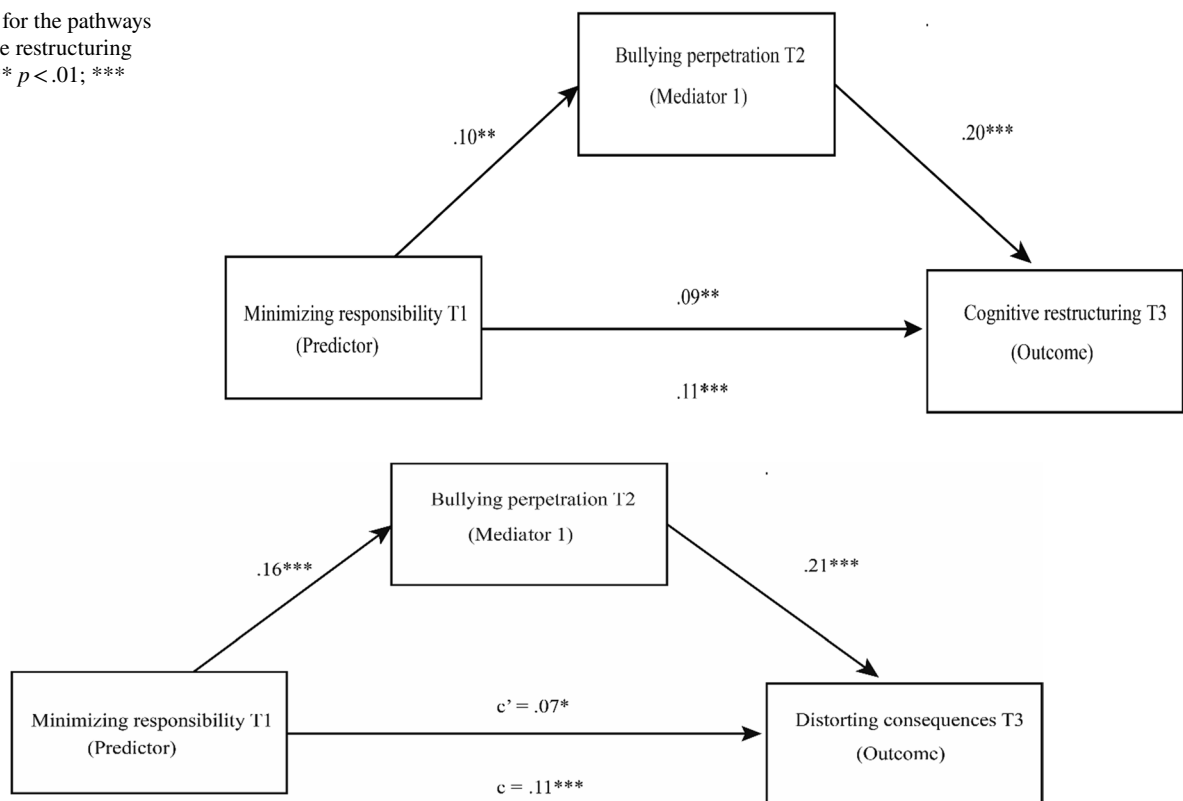 for the pathways
e restructuring
* p < .01; ***
Bullying perpetration T2
(Mediator 1)
.10**
.20***
Minimizing responsibility T1
(Predictor)
.09**
.11***
Cognitive restructuring T3
(Outcome)
Bullying perpetration T2
(Mediator 1)
.16***
.21***
Minimizing responsibility T1
(Predictor)
c’ = .07*
c = .11***
Distorting consequences T3
(Outcome)